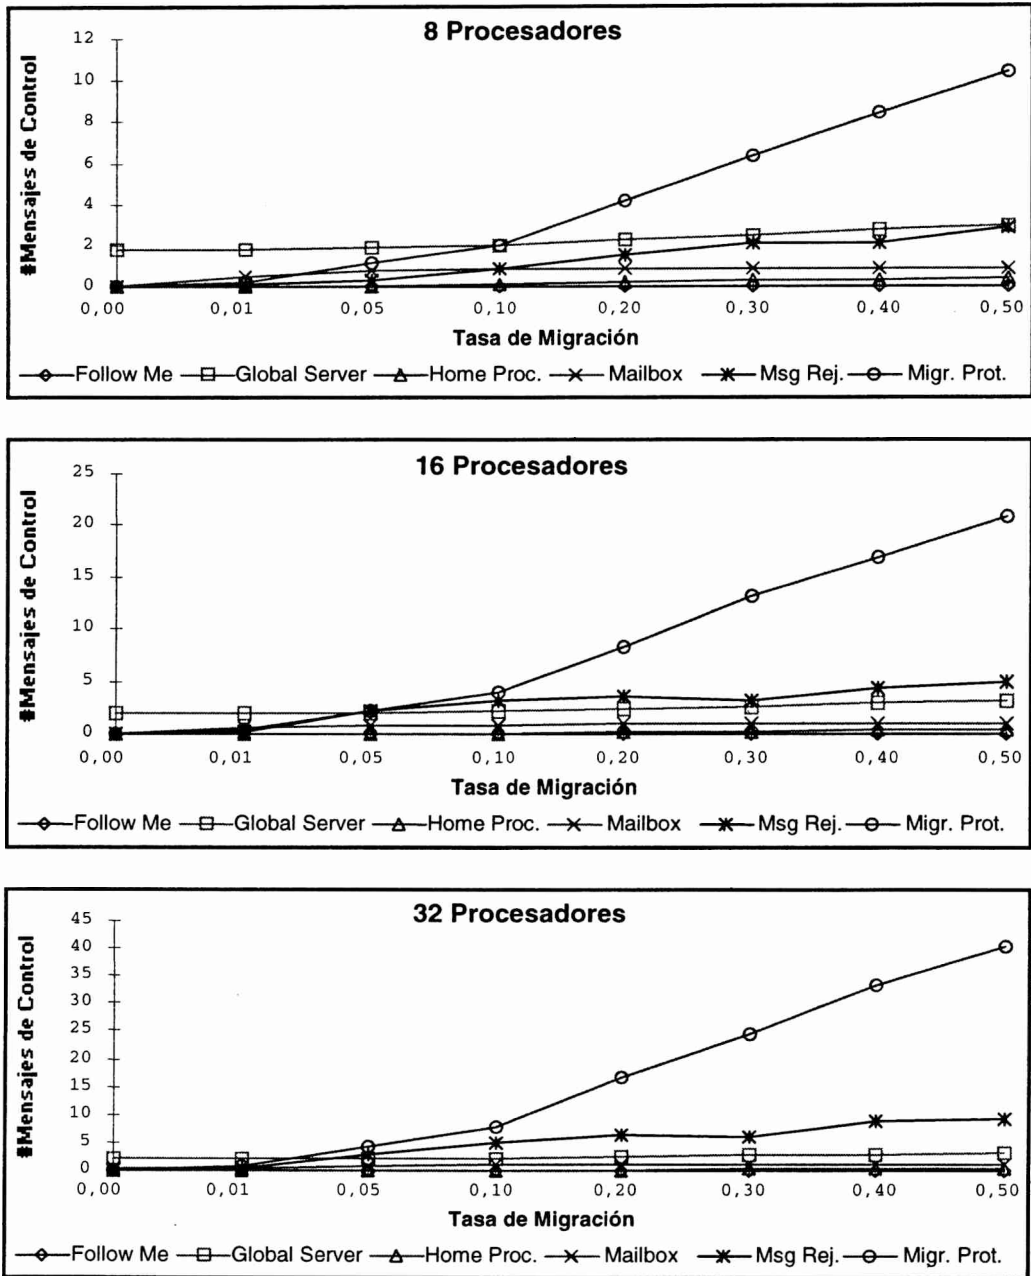 8 Procesadores
#Mensajes de Control
12
10
8
6
4
2
0
0,00 0,01 0,05 0,10 0,20 0,30 0,40 0,50
Tasa de Migración
Follow Me Global Server Home Proc. Mailbox Msg Rej. Migr. Prot.
16 Procesadores
#Mensajes de Control
25
20
15
10
5
0
0,00 0,01 0,05 0,10 0,20 0,30 0,40 0,50
Tasa de Migración
Follow Me Global Server Home Proc. Mailbox Msg Rej. Migr. Prot.
32 Procesadores
#Mensajes de Control
45
40
35
30
25
20
15
10
5
0
0,00 0,01 0,05 0,10 0,20 0,30 0,40 0,50
Tasa de Migración
Follow Me Global Server Home Proc. Mailbox Msg Rej. Migr. Prot.